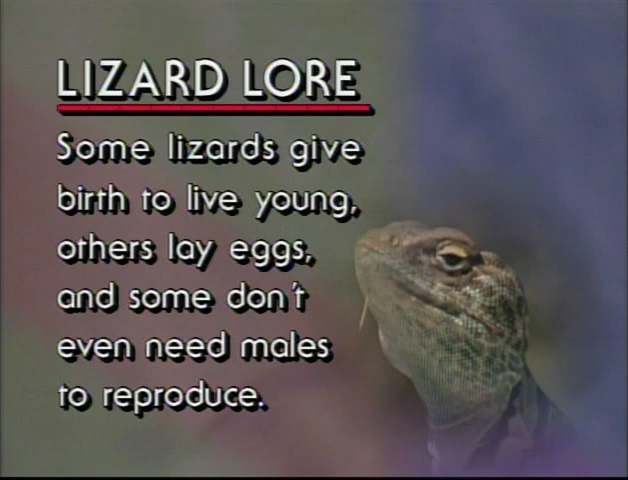 LIZARD LORE
Some lizards give
birth to live young,
others lay eggs,
and some don't
even need males
to reproduce.